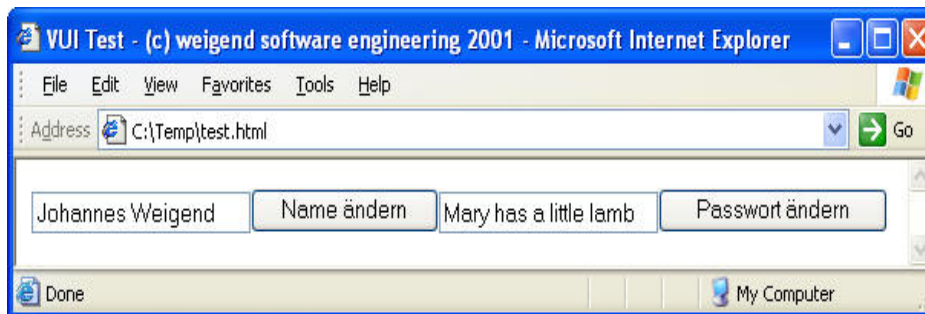 VUI Test - (c) weigend software engineering 2001 - Microsoft Internet Explorer
File Edit View Favorites Tools Help
Address C:\Temp\test.html Go
Johannes Weigend Name ändern Mary has a little lamb Passwort ändern
Done My Computer